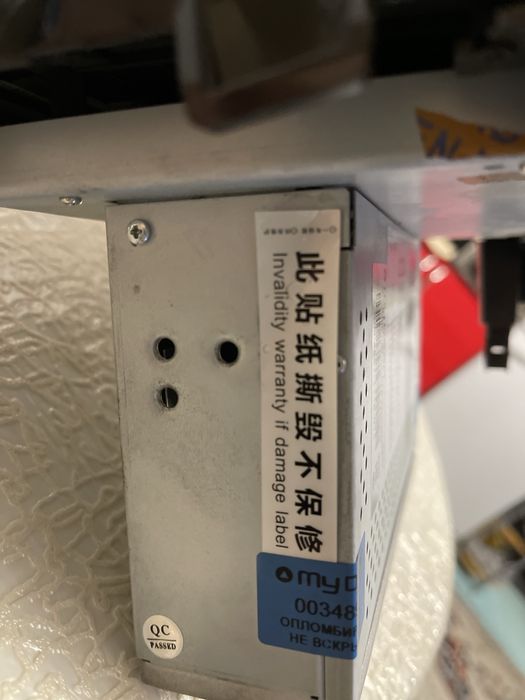 此贴纸撕毁不保修
Invalidity warranty if damage label
my
00348
ОПЛОМБИ
НЕ ВСКРЫ
QC
PASSED